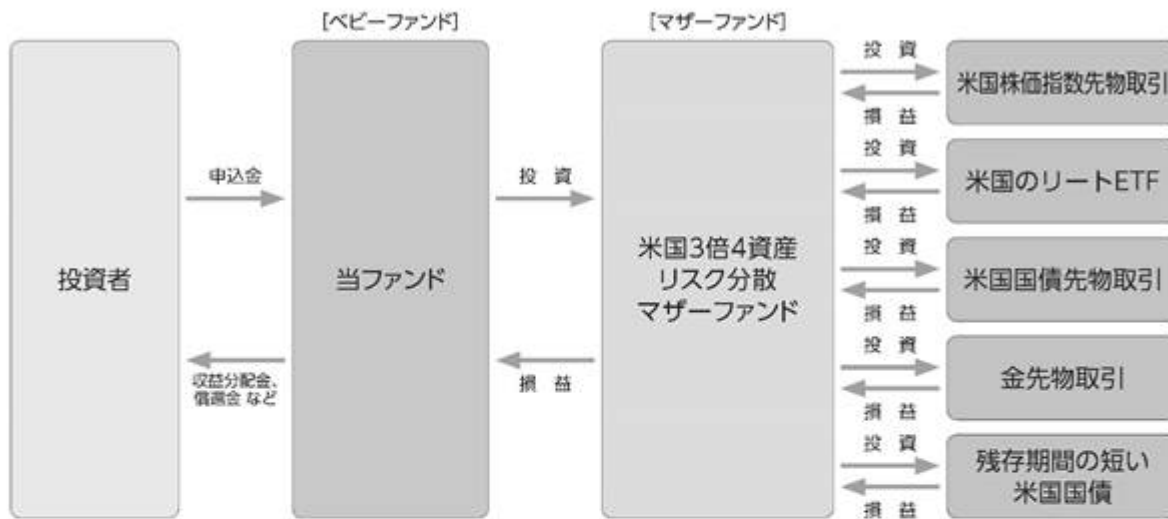 [ベビーファンド]
[マザーファンド]
投資者
申込金
収益分配金、
償還金 など
当ファンド
投 資
損 益
米国3倍4資産
リスク分散
マザーファンド
投 資
損 益
米国株価指数先物取引
投 資
損 益
米国のリートETF
投 資
損 益
米国国債先物取引
投 資
損 益
金先物取引
投 資
損 益
残存期間の短い
米国国債